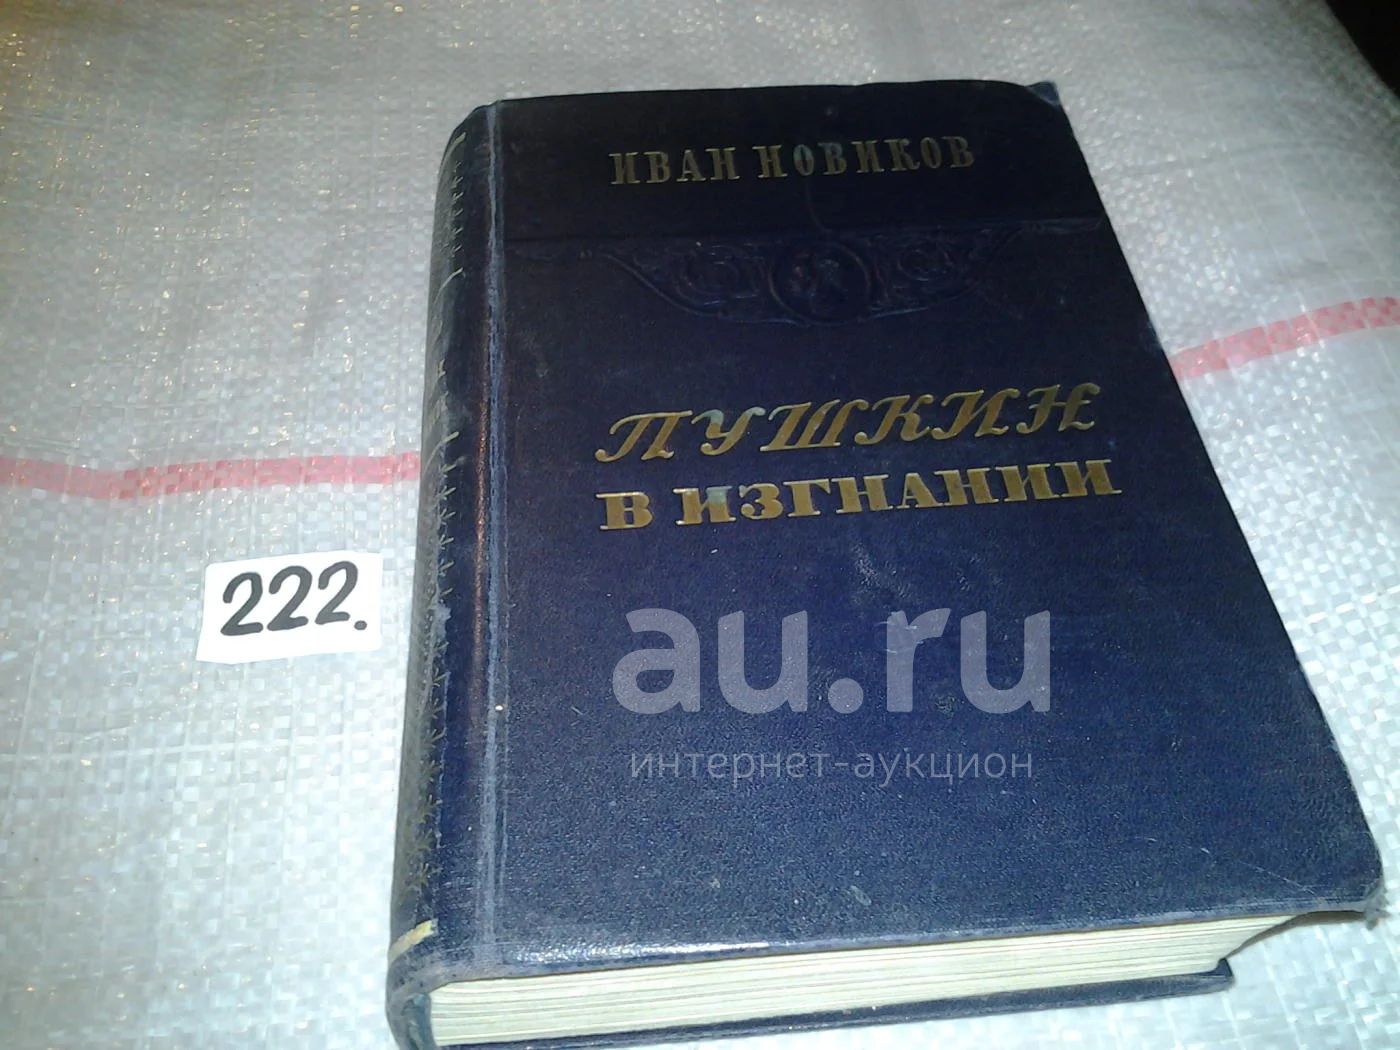 ИВАН НОВИКОВ
ПУШКИН
В ИЗГНАНИИ
222.
au.ru
интернет-аукцион